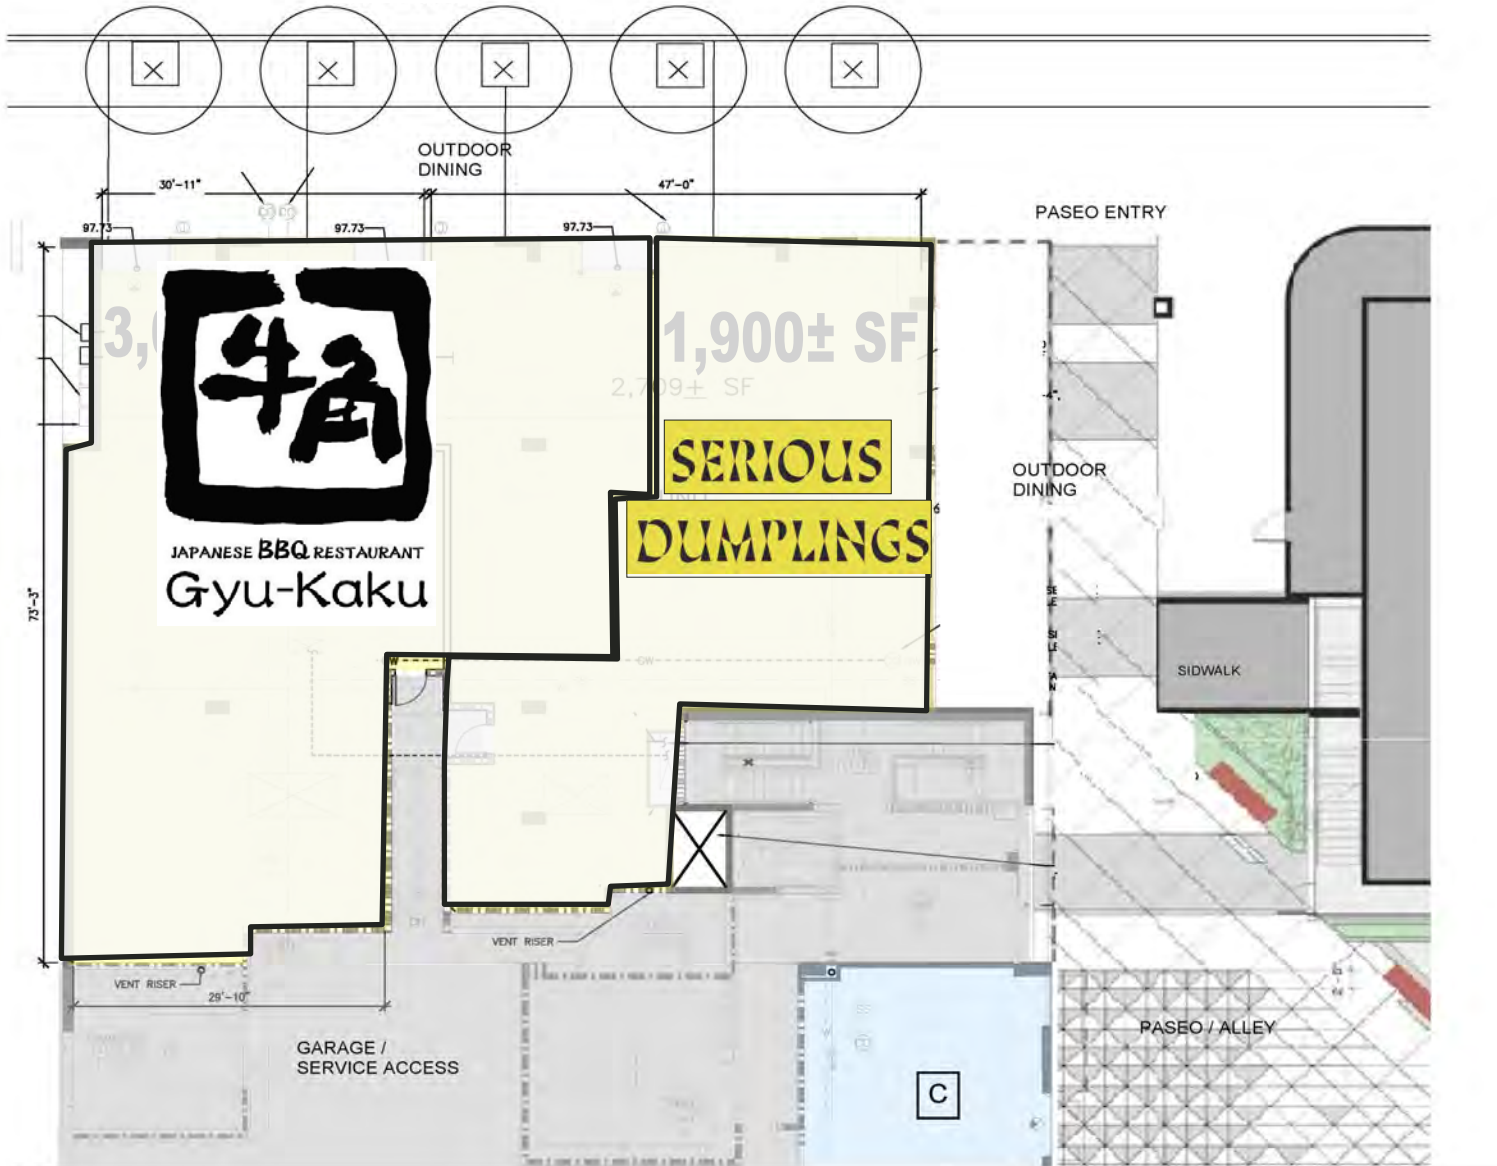 OUTDOOR
DINING
30'-11"
47'-0"
PASEO ENTRY
97.73
97.73
97.73
牛角
1,900± SF
2,709± SF
SERIOUS
DUMPLINGS
JAPANESE BBQ RESTAURANT
Gyu-Kaku
OUTDOOR
DINING
73'-3"
SIDWALK
VENT RISER
VENT RISER
29'-10"
GARAGE /
SERVICE ACCESS
PASEO / ALLEY
C